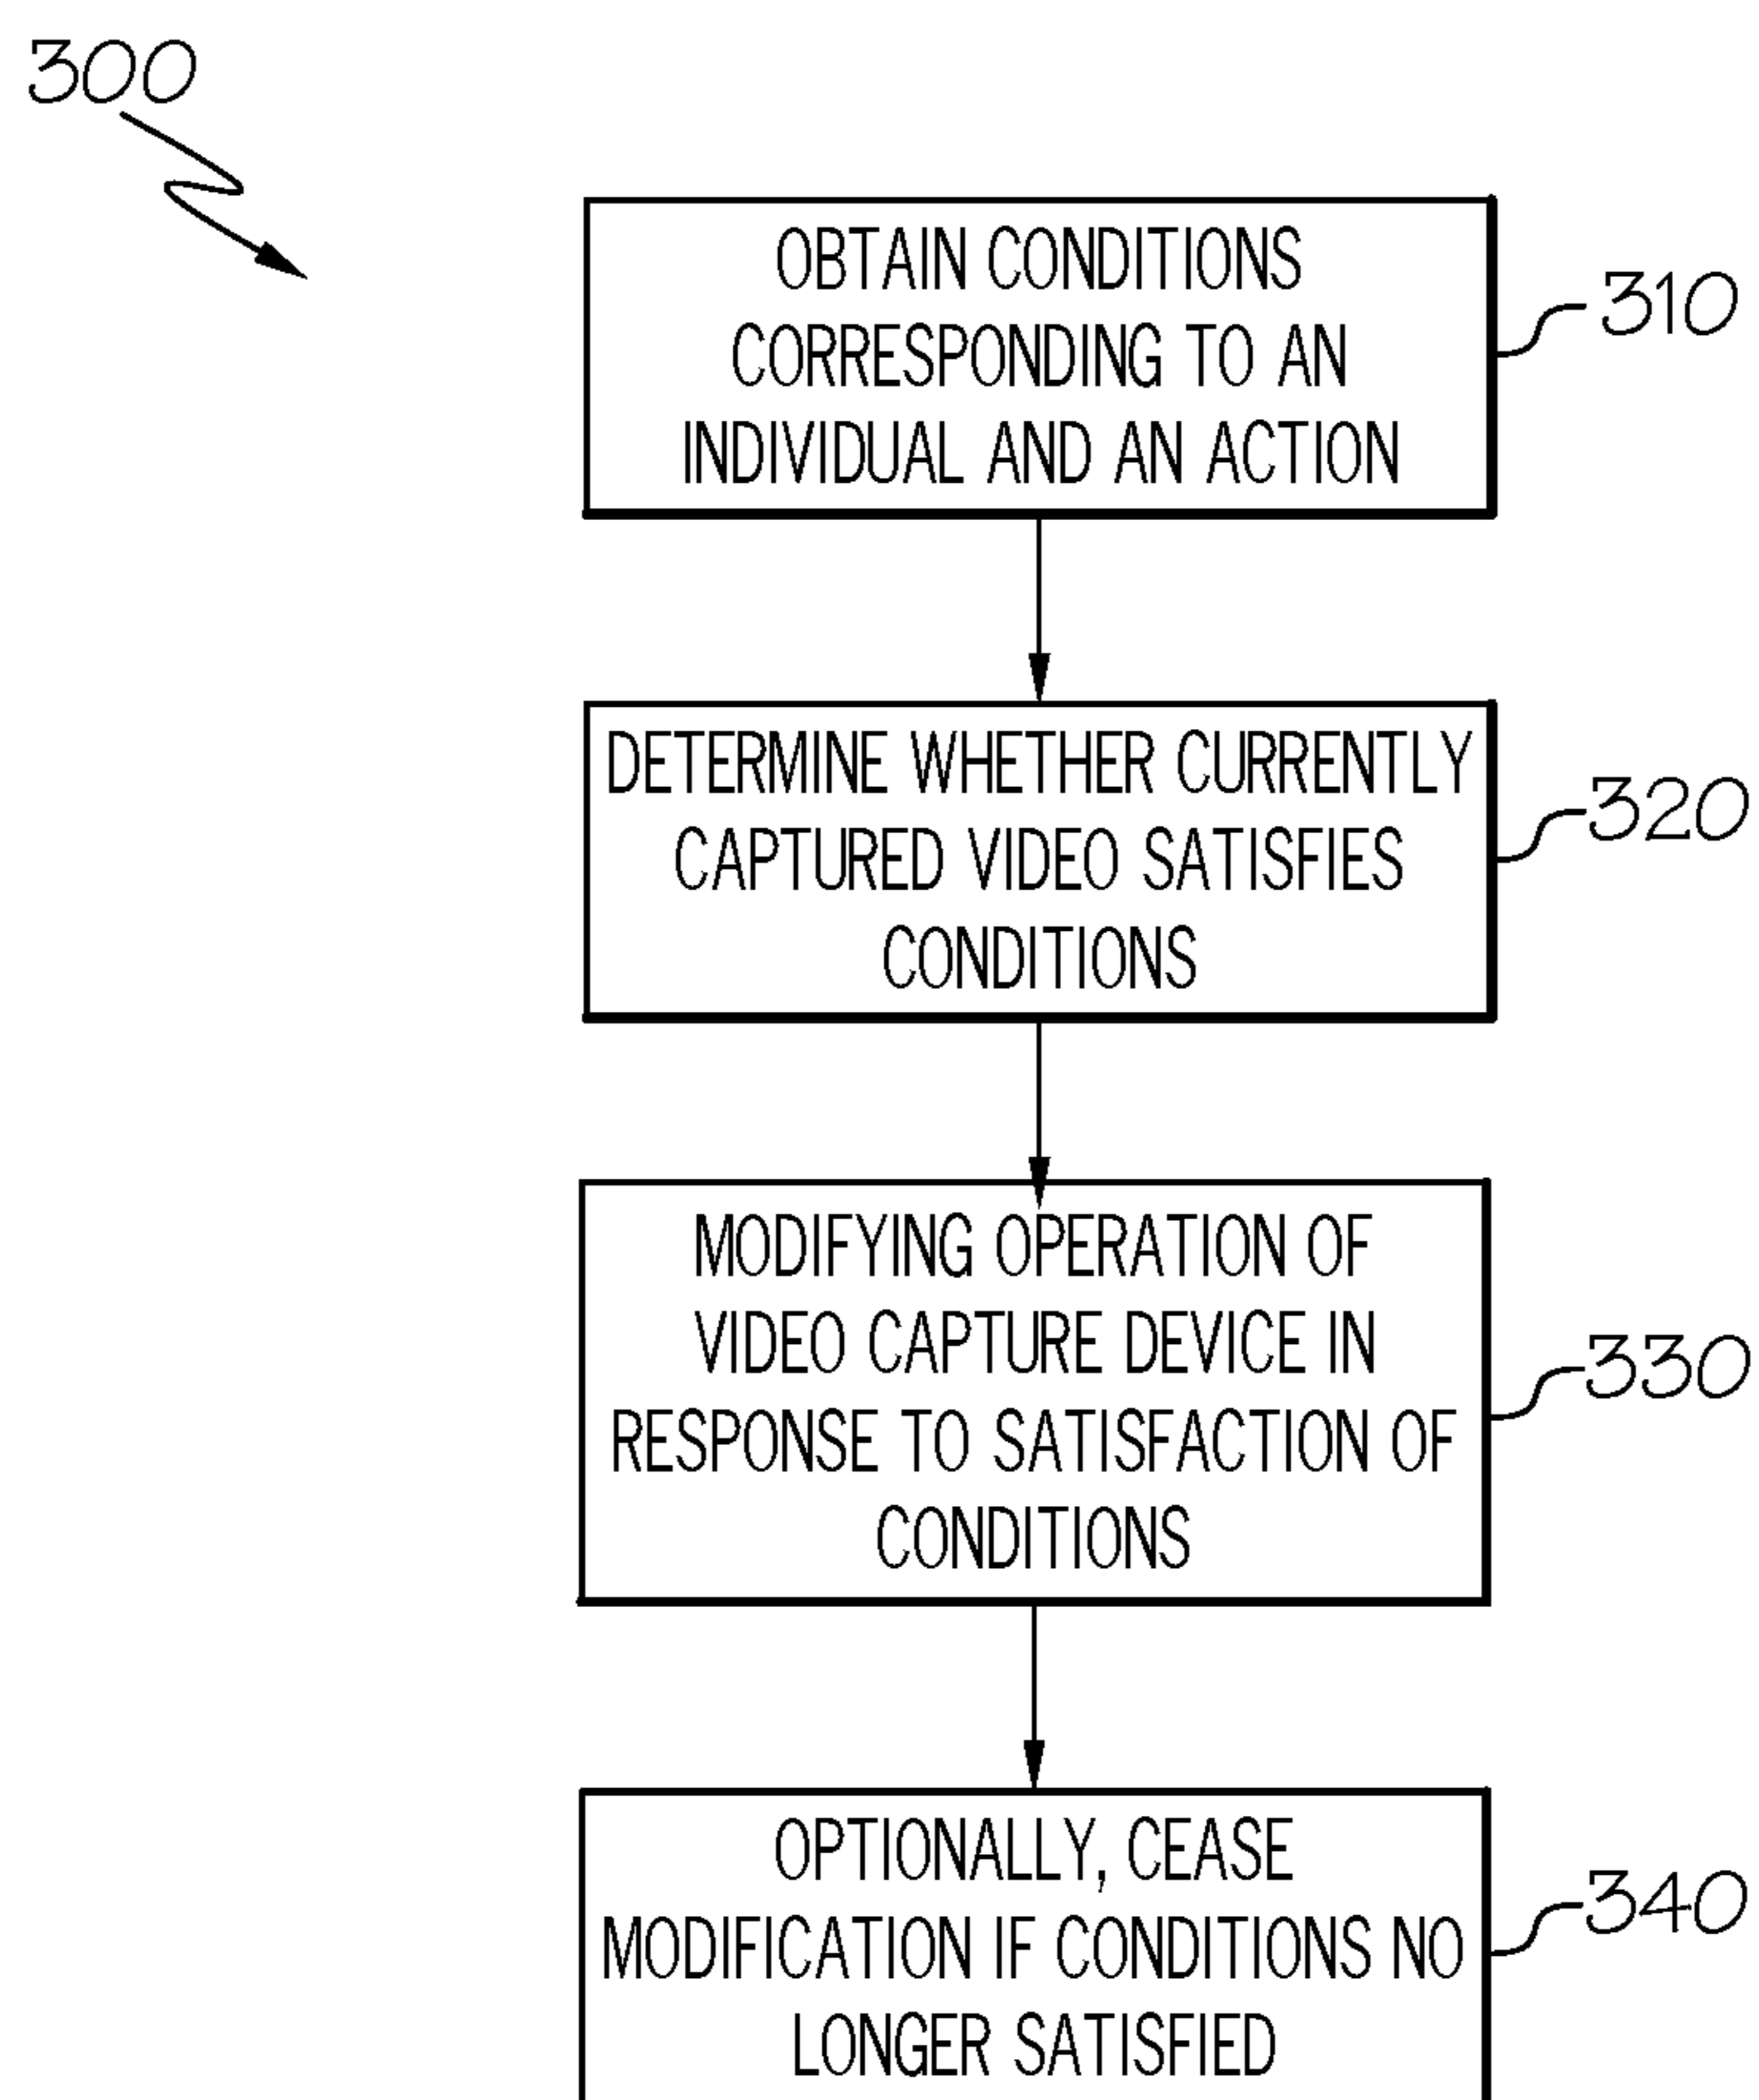 300
OBTAIN CONDITIONS
CORRESPONDING TO AN
INDIVIDUAL AND AN ACTION
310
DETERMINE WHETHER CURRENTLY
CAPTURED VIDEO SATISFIES
CONDITIONS
320
MODIFYING OPERATION OF
VIDEO CAPTURE DEVICE IN
RESPONSE TO SATISFACTION OF
CONDITIONS
330
OPTIONALLY, CEASE
MODIFICATION IF CONDITIONS NO
LONGER SATISFIED
340